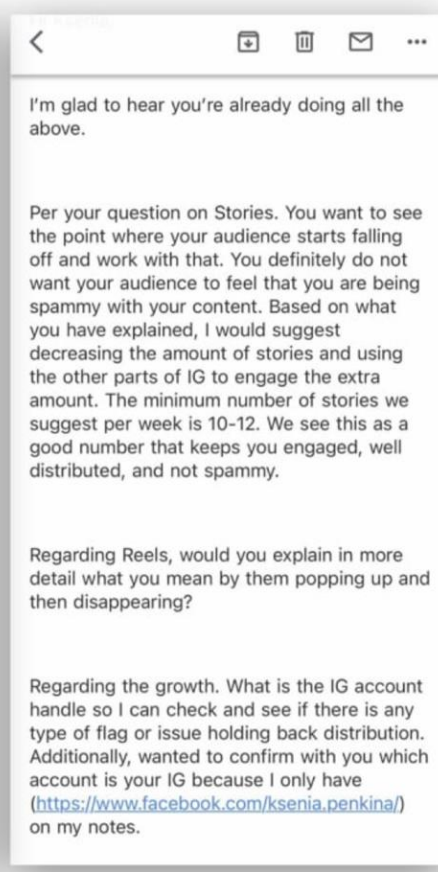 I'm glad to hear you're already doing all the
above.
Per your question on Stories. You want to see
the point where your audience starts falling
off and work with that. You definitely do not
want your audience to feel that you are being
spammy with your content. Based on what
you have explained, I would suggest
decreasing the amount of stories and using
the other parts of IG to engage the extra
amount. The minimum number of stories we
suggest per week is 10-12. We see this as a
good number that keeps you engaged, well
distributed, and not spammy.
Regarding Reels, would you explain in more
detail what you mean by them popping up and
then disappearing?
Regarding the growth. What is the IG account
handle so I can check and see if there is any
type of flag or issue holding back distribution.
Additionally, wanted to confirm with you which
account is your IG because I only have
(https://www.facebook.com/ksenia.penkina/)
on my notes.